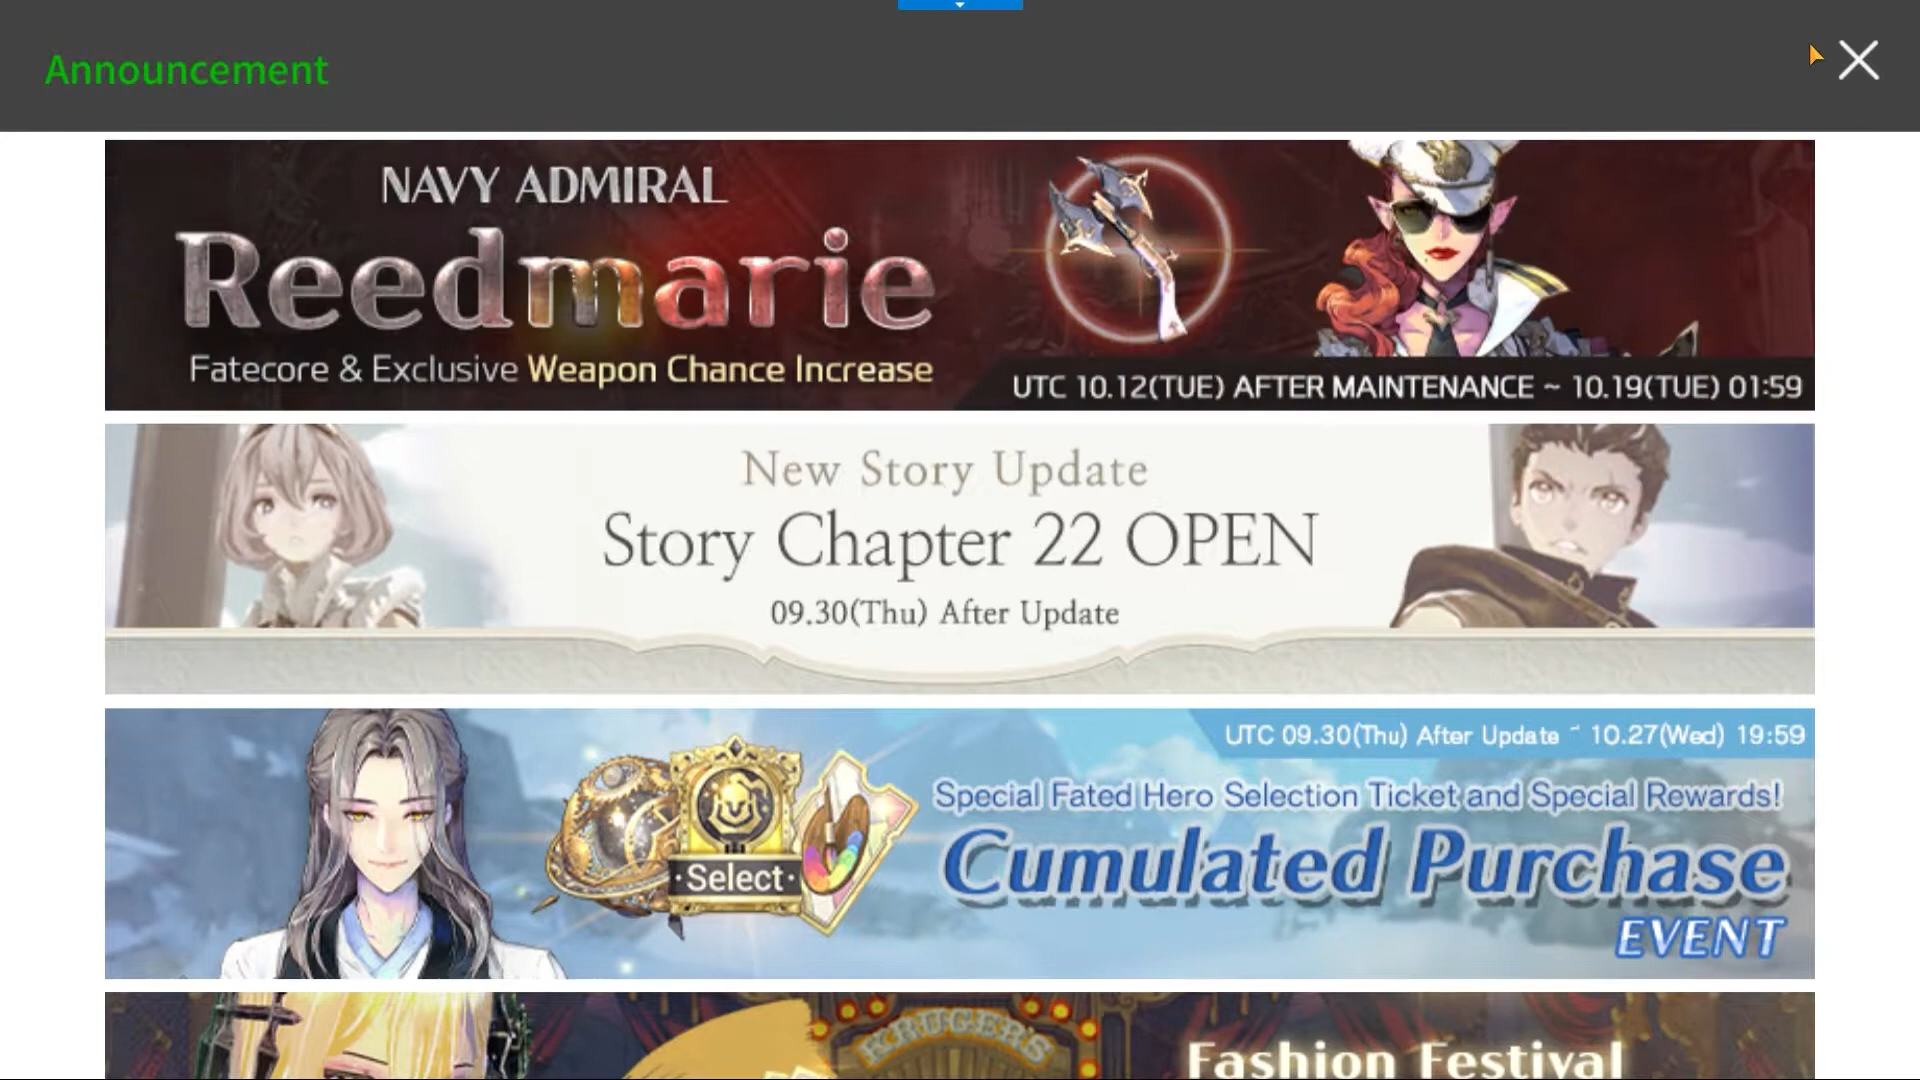 Announcement
NAVY ADMIRAL
Reedmarie
Fatecore & Exclusive Weapon Chance Increase
UTC 10.12(TUE) AFTER MAINTENANCE ~ 10.19(TUE) 01:59
New Story Update
Story Chapter 22 OPEN
09.30(Thu) After Update
UTC 09.30(Thu) After Update ~ 10.27(Wed) 19:59
Special Fated Hero Selection Ticket and Special Rewards!
Cumulated Purchase
EVENT
·Select·
KRUGER'S
Fashion Festival